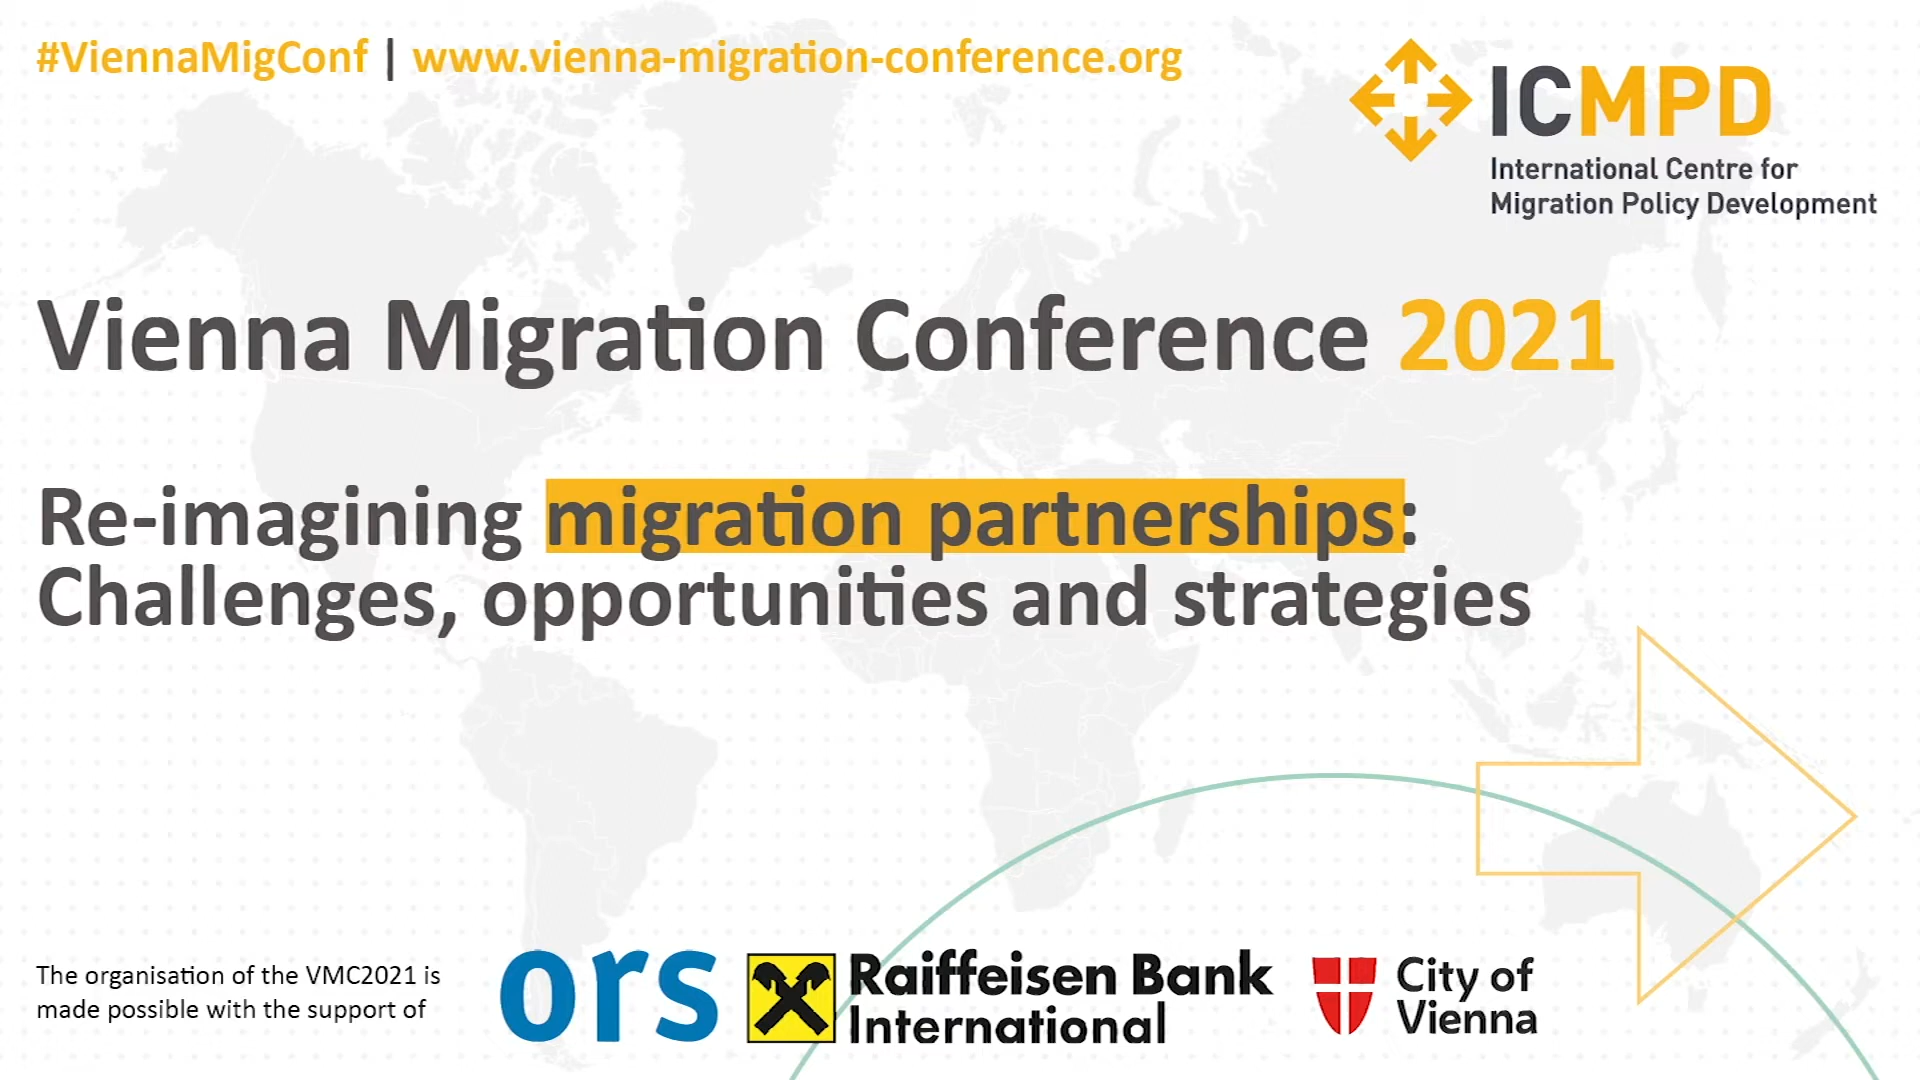 #ViennaMigConf | www.vienna-migration-conference.org
ICMPD
International Centre for
Migration Policy Development
Vienna Migration Conference 2021
Re-imagining migration partnerships:
Challenges, opportunities and strategies
The organisation of the VMC2021 is
made possible with the support of
ors
Raiffeisen Bank
International
City of
Vienna